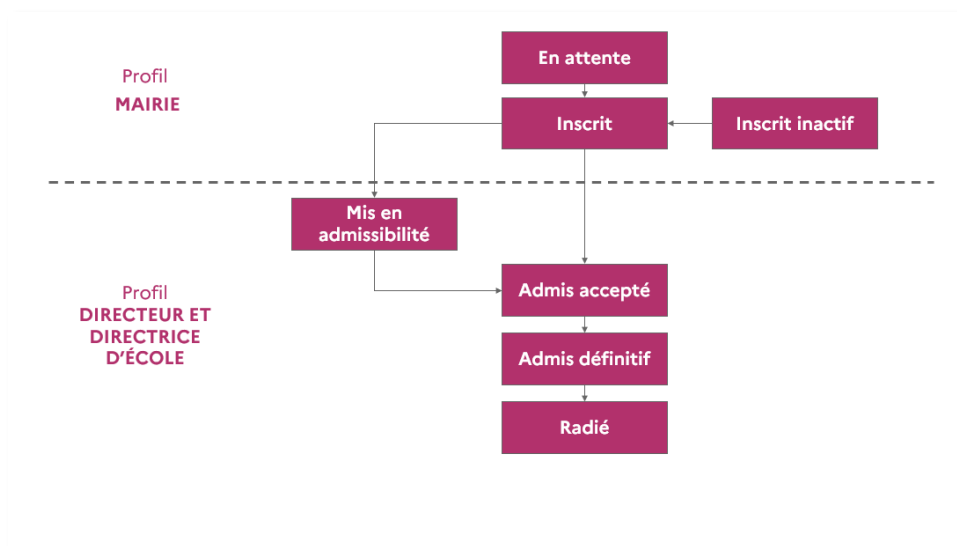 Profil
MAIRIE
En attente
Inscrit
Inscrit inactif
Mis en
admissibilité
Profil
DIRECTEUR ET
DIRECTRICE
D’ÉCOLE
Admis accepté
Admis définitif
Radié